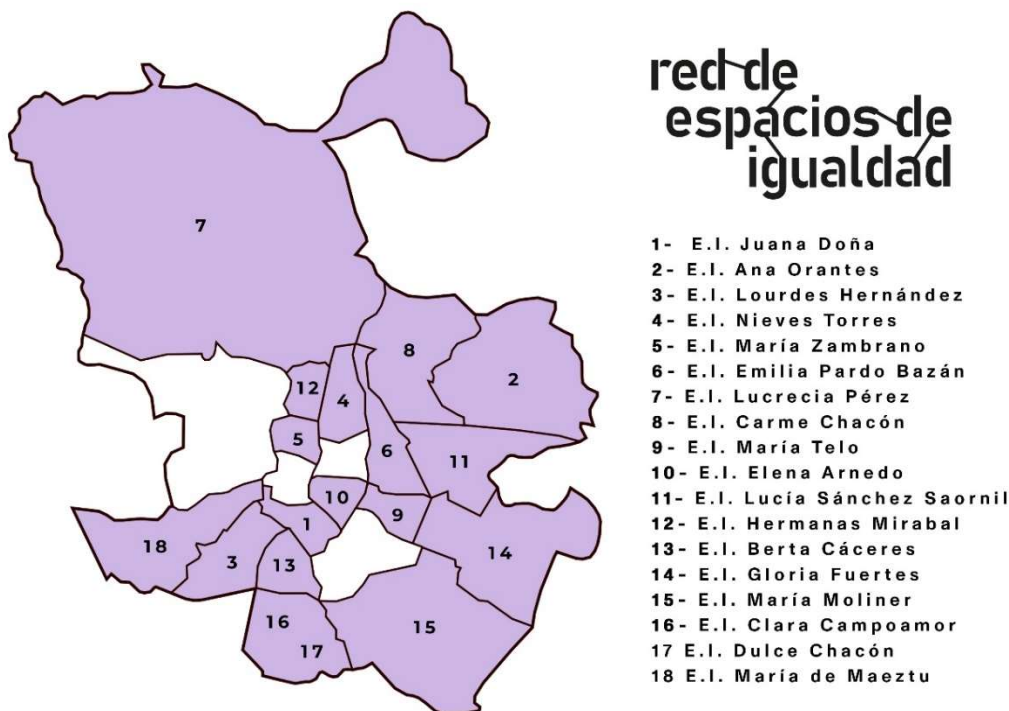 red de
espacios de
igualdad
7
8
2
12
4
5
6
11
10
9
1
14
18
3
13
15
16
17
1- E.I. Juana Doña
2- E.I. Ana Orantes
3- E.I. Lourdes Hernández
4- E.I. Nieves Torres
5- E.I. María Zambrano
6- E.I. Emilia Pardo Bazán
7- E.I. Lucrecia Pérez
8- E.I. Carme Chacón
9- E.I. María Telo
10- E.I. Elena Arnedo
11- E.I. Lucía Sánchez Saornil
12- E.I. Hermanas Mirabal
13- E.I. Berta Cáceres
14- E.I. Gloria Fuertes
15- E.I. María Moliner
16- E.I. Clara Campoamor
17 E.I. Dulce Chacón
18 E.I. María de Maeztu